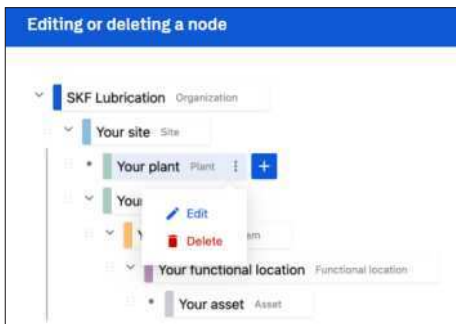 Editing or deleting a node
SKF Lubrication Organization
Your site Site
Your plant Plant
Edit
Delete
Your functional location Functional location
Your asset Asset